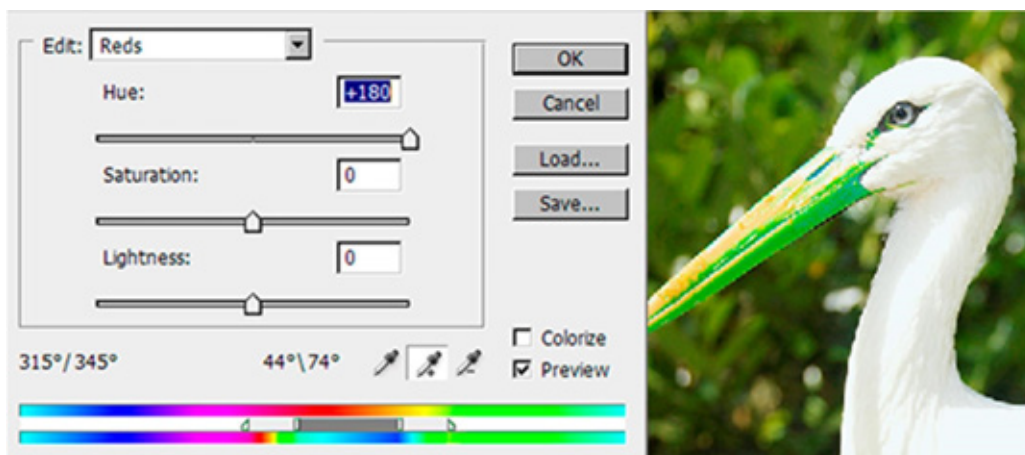 Edit: Reds
Hue: +180
Saturation: 0
Lightness: 0
OK
Cancel
Load...
Save...
Colorize
Preview
315°/345° 44°\74°